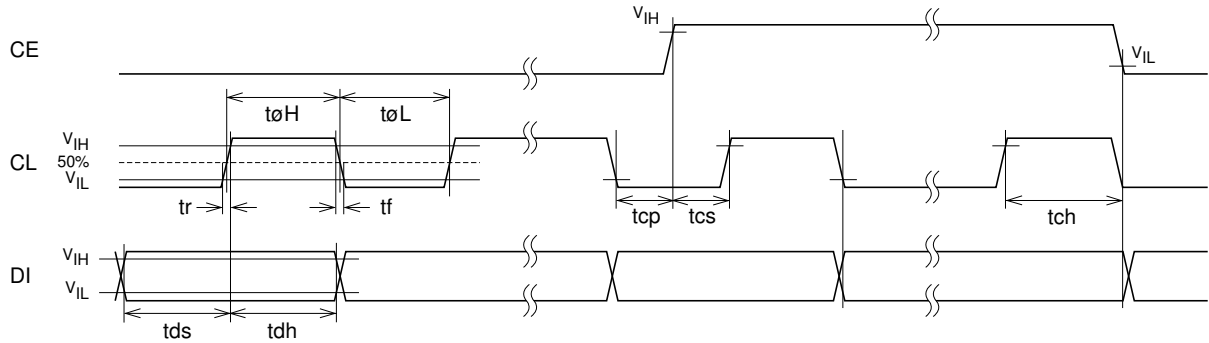 CE
VIH
VIL
tøH
tøL
CL
VIH
50%
VIL
tr
tf
tcp
tcs
tch
DI
VIH
VIL
tds
tdh